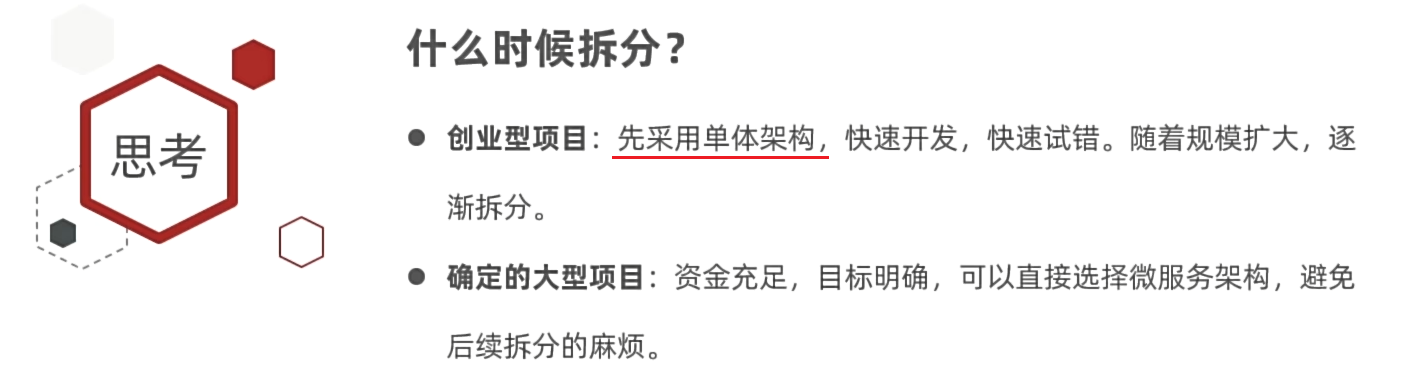 思考
什么时候拆分？
创业型项目：先采用单体架构，快速开发，快速试错。随着规模扩大，逐
渐拆分。
确定的大型项目：资金充足，目标明确，可以直接选择微服务架构，避免
后续拆分的麻烦。